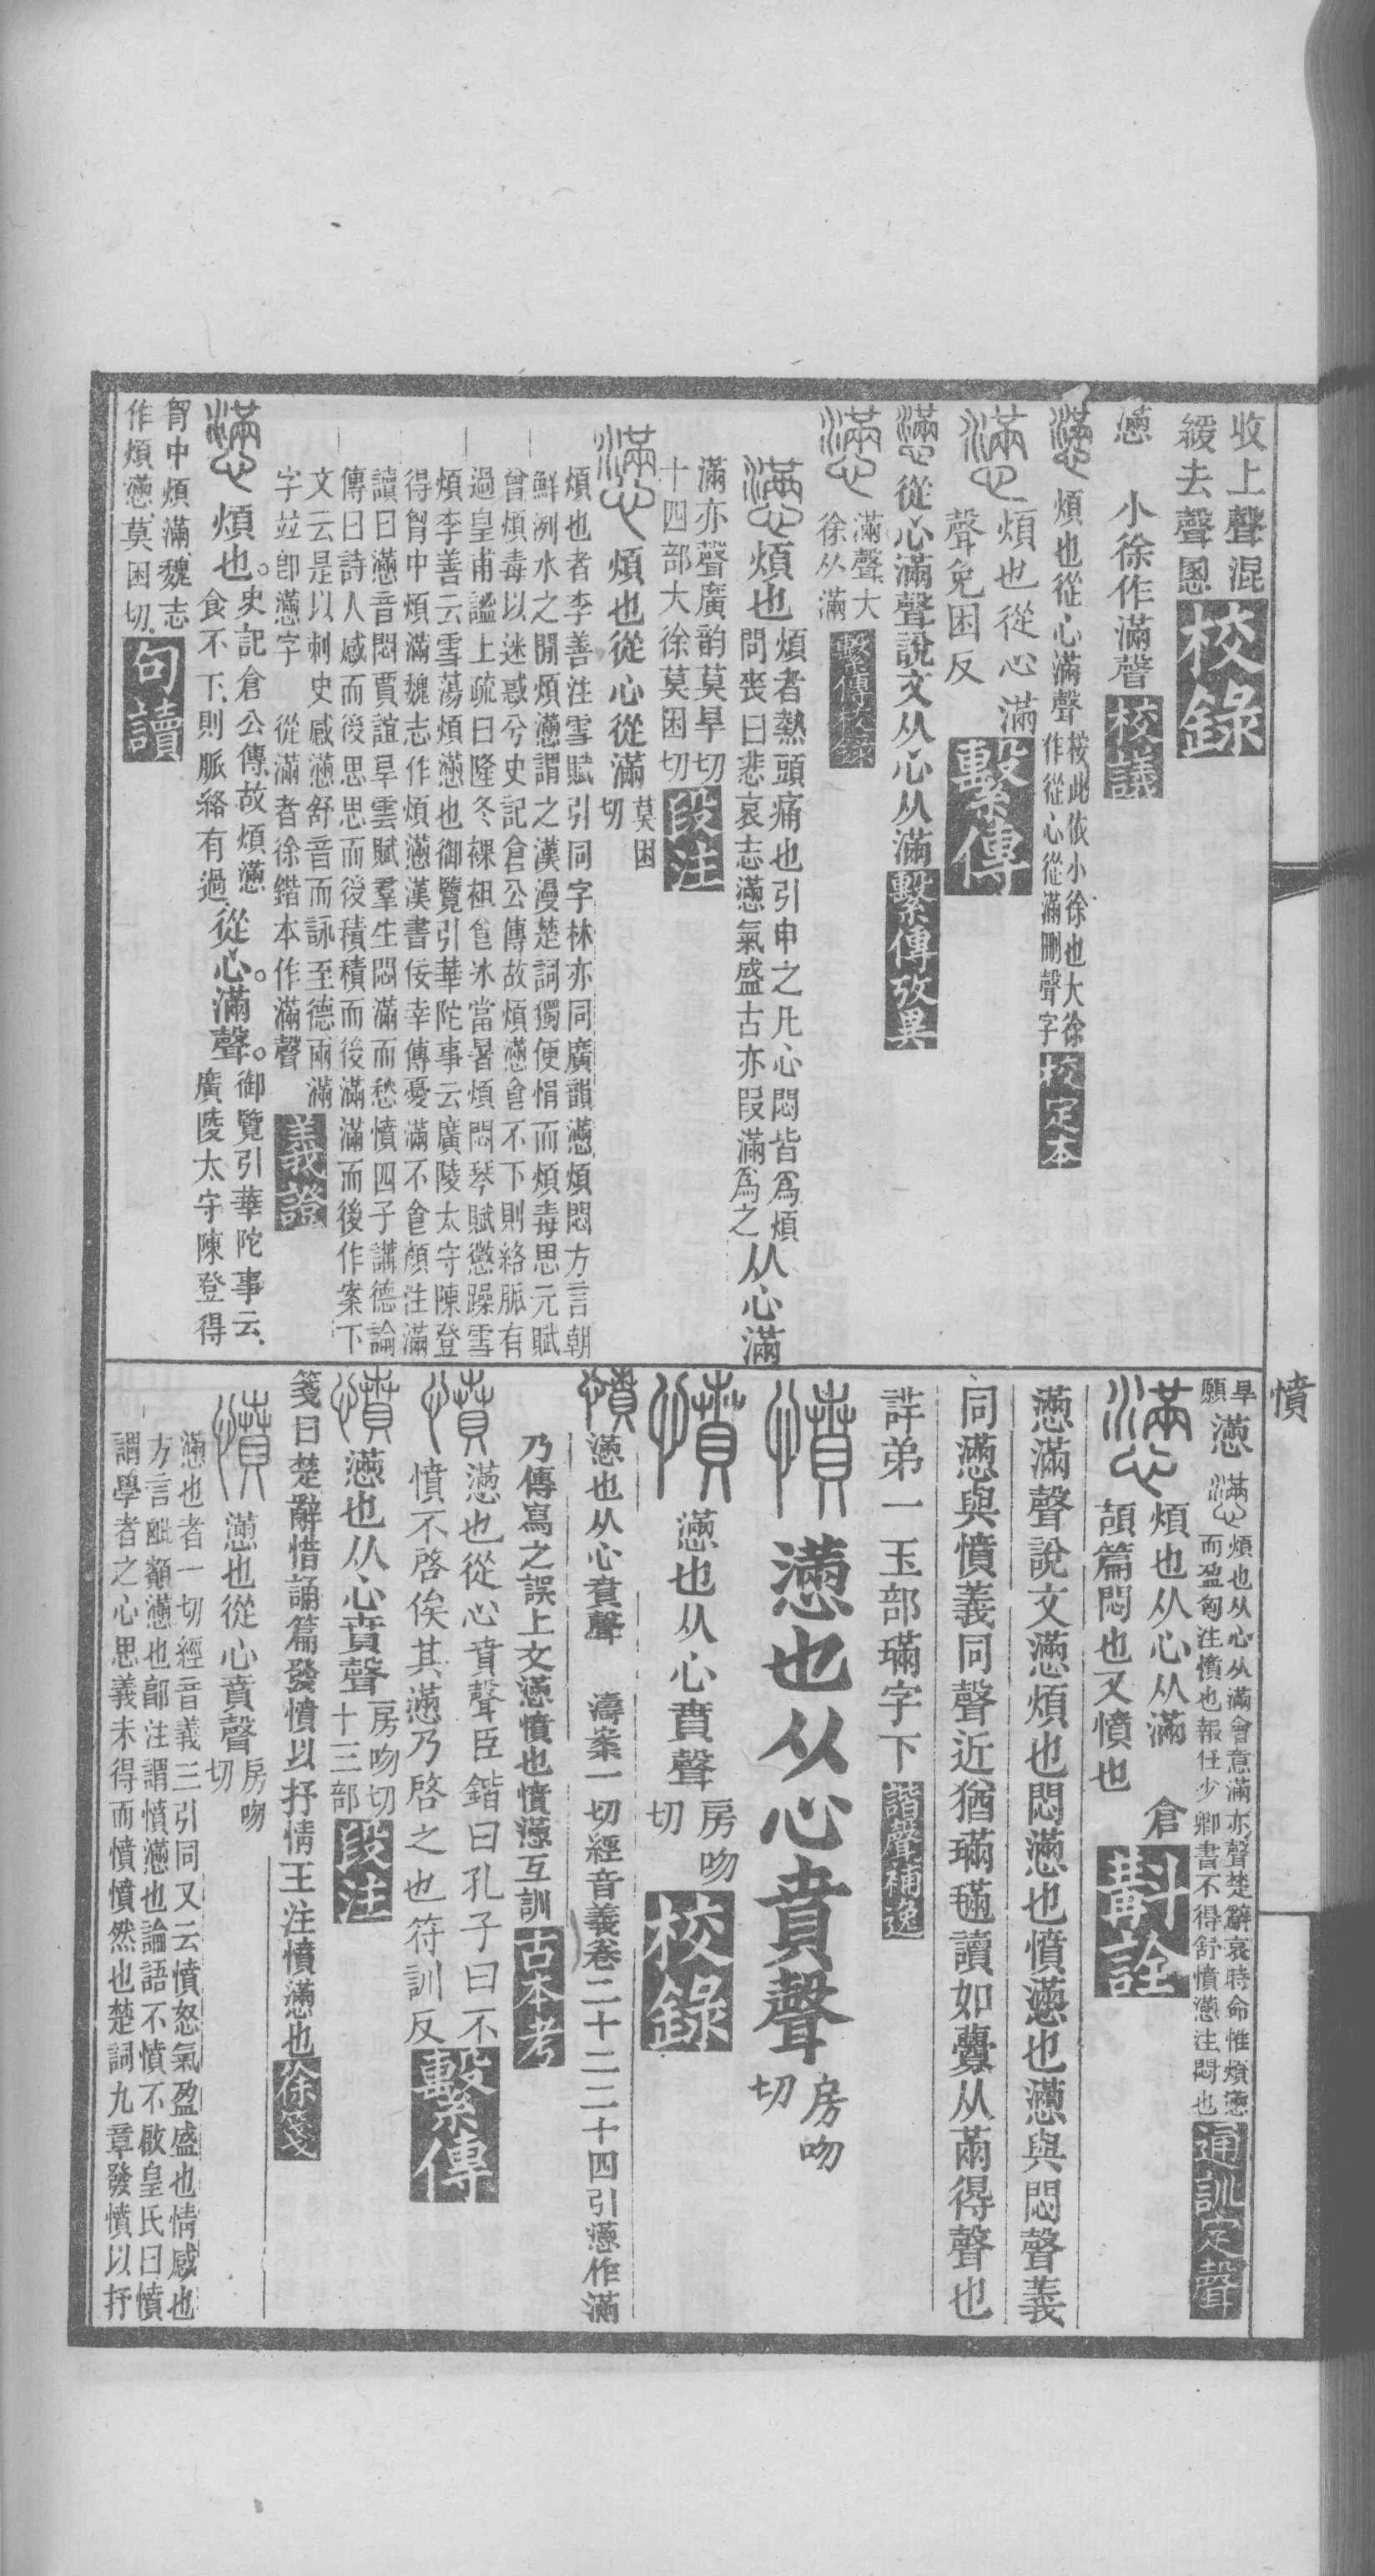 收上聲混
緩去聲慁校錄
懣　小徐作滿聲校議
懣煩也從心滿聲按此依小徐也大徐
作從心從滿刪聲字校定本
懣煩也從心滿
聲免困反繫傳
懣從心滿聲說文从心从滿繫傳攷異
懣滿聲大
徐从滿繫傳校錄
懣煩也煩者熱頭痛也引申之凡心悶皆爲煩
問喪曰悲哀志懣氣盛古亦叚滿爲之从心滿
滿亦聲廣韵莫旱切
十四部大徐莫困切段注
懣煩也從心從滿莫困
切
煩也者李善注雪賦引同字林亦同廣韻懣煩悶方言朝
鮮洌水之閒煩懣謂之漢漫楚詞獨便悁而煩毒思元賦
曾煩毒以迷惑兮史記倉公傳故煩懣食不下則絡脈有
過皇甫謐上疏曰隆冬裸袒食冰當暑煩悶琴賦懲躁雪
煩李善云雪蕩煩懣也御覽引華陀事云廣陵太守陳登
得胷中煩滿魏志作煩懣漢書佞幸傳憂滿不食顏注滿
讀曰懣音悶賈誼旱雲賦羣生悶滿而愁憤四子講德論
傳曰詩人感而後思思而後積積而後滿滿而後作案下
文云是以刺史感懣舒音而詠至德兩滿
字竝卽懣字　從滿者徐鍇本作滿聲義證
懣煩也。史記倉公傳故煩懣
食不下、則脈絡有過、從心。滿聲。御覽引華陀事云、
廣陵太守陳登得
胷中煩滿、魏志
作煩懣、莫困切、句讀
憤
旱
願懣懣煩也从心从滿會意滿亦聲楚辭哀時命惟煩懣
而盈匈注憤也報任少卿書不得舒憤懣注悶也通訓定聲
懣煩也从心从滿　倉
頡篇悶也又憤也斠詮
懣滿聲說文懣煩也悶懣也憤懣也懣與悶聲義
同懣與憤義同聲近猶璊䊟讀如虋从㒼得聲也
詳弟一玉部璊字下諧聲補逸
憤懣也从心賁聲房吻
切
憤懣也从心賁聲房吻
切校錄
憤懣也从心賁聲　濤案一切經音義卷二十二二十四引懣作滿
乃傳寫之誤上文懣憤也憤懣互訓古本考
憤懣也從心賁聲臣鍇曰孔子曰不
憤不啓俟其懣乃啓之也符訓反繫傳
憤懣也从心賁聲房吻切
十三部段注
箋曰楚辭惜誦篇發憤以抒情王注憤懣也徐箋
憤懣也從心賁聲房吻
切
懣也者一切經音義三引同又云憤怒氣盈盛也情感也
方言齂顙懣也郭注謂憤懣也論語不憤不啟皇氏曰憤
謂學者之心思義未得而憤憤然也楚詞九章發憤以抒